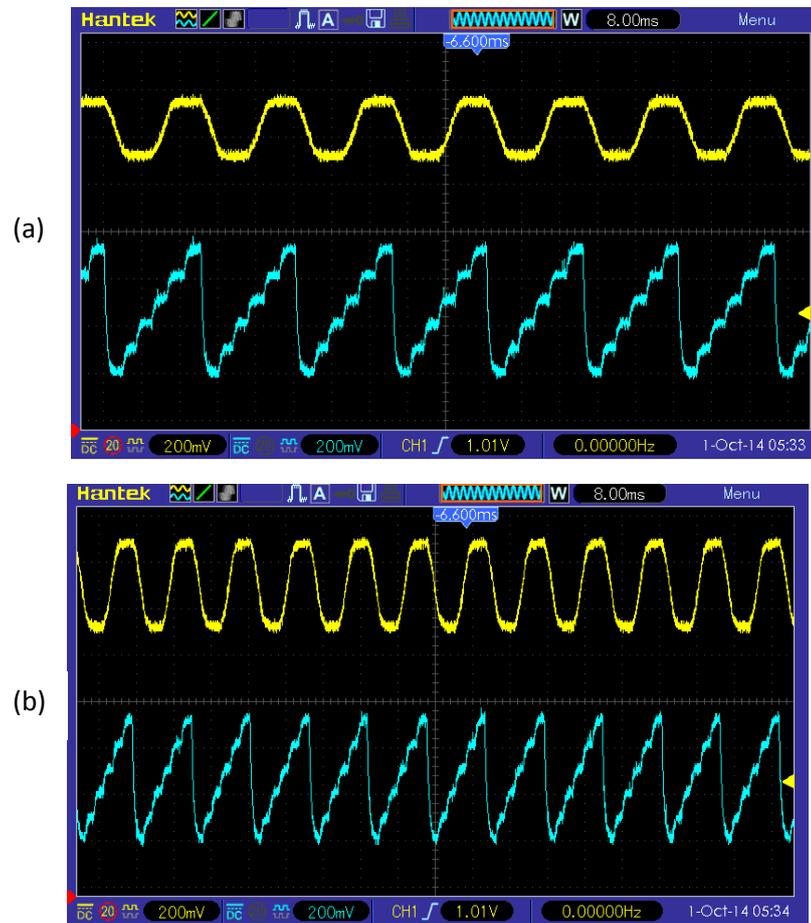 Hantek A W 8.00ms Menu
-6.600ms
(a)
DC 20 200mV DC 20 200mV CH1 1.01V 0.00000Hz 1-Oct-14 05:33
Hantek A W 8.00ms Menu
-6.600ms
(b)
DC 20 200mV DC 20 200mV CH1 1.01V 0.00000Hz 1-Oct-14 05:34